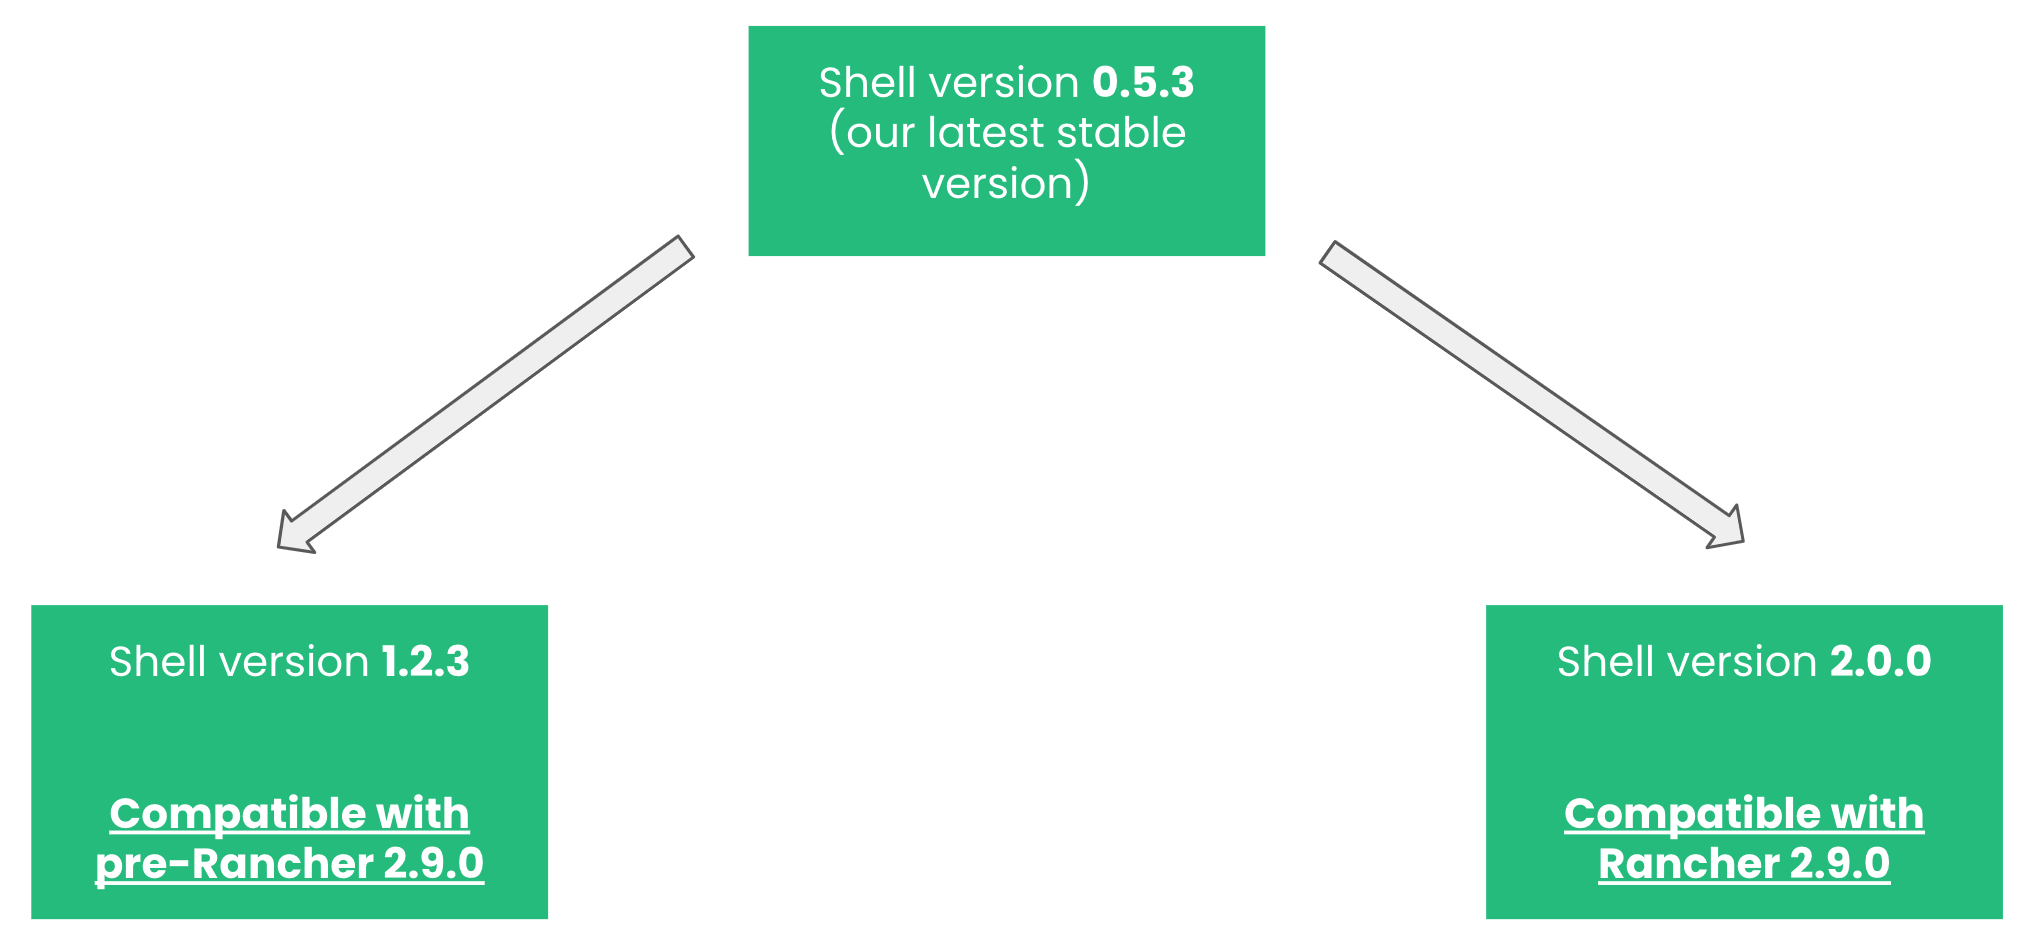 Shell version 0.5.3
(our latest stable
version)
Shell version 1.2.3
Compatible with
pre-Rancher 2.9.0
Shell version 2.0.0
Compatible with
Rancher 2.9.0